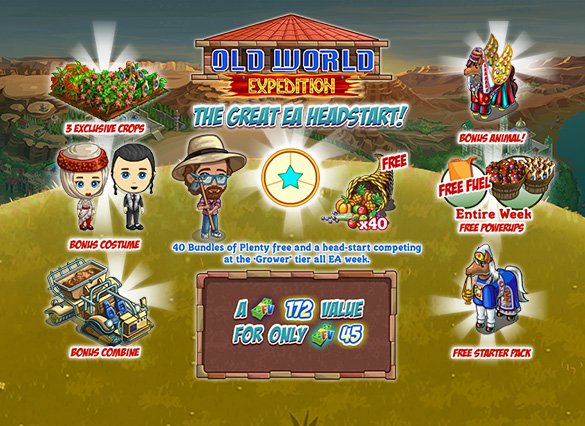 OLD WORLD
EXPEDITION
THE GREAT EA HEADSTART!
3 EXCLUSIVE CROPS
BONUS ANIMAL!
FREE
x40
FREE FUEL
Entire Week
FREE POWERUPS
BONUS COSTUME
40 Bundles of Plenty free and a head-start competing
at the 'Grower' tier all EA week.
A FV 172 VALUE
FOR ONLY FV 45
BONUS COMBINE
FREE STARTER PACK